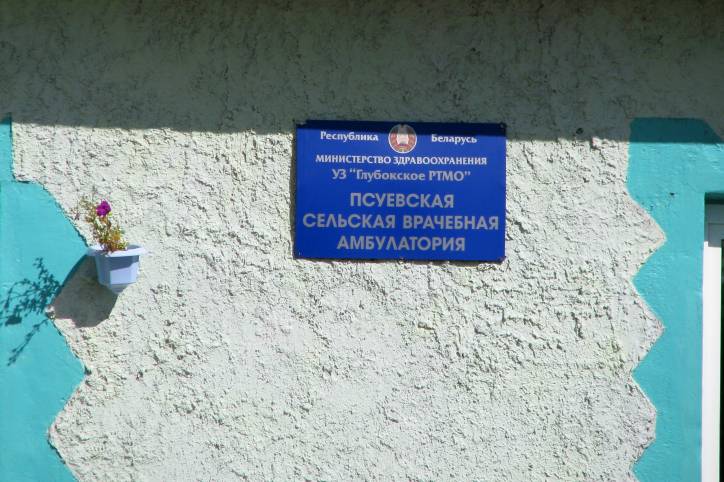 Республика Беларусь
МИНИСТЕРСТВО ЗДРАВООХРАНЕНИЯ
УЗ "Глубокское РТМО"
ПСУЕВСКАЯ
СЕЛЬСКАЯ ВРАЧЕБНАЯ
АМБУЛАТОРИЯ